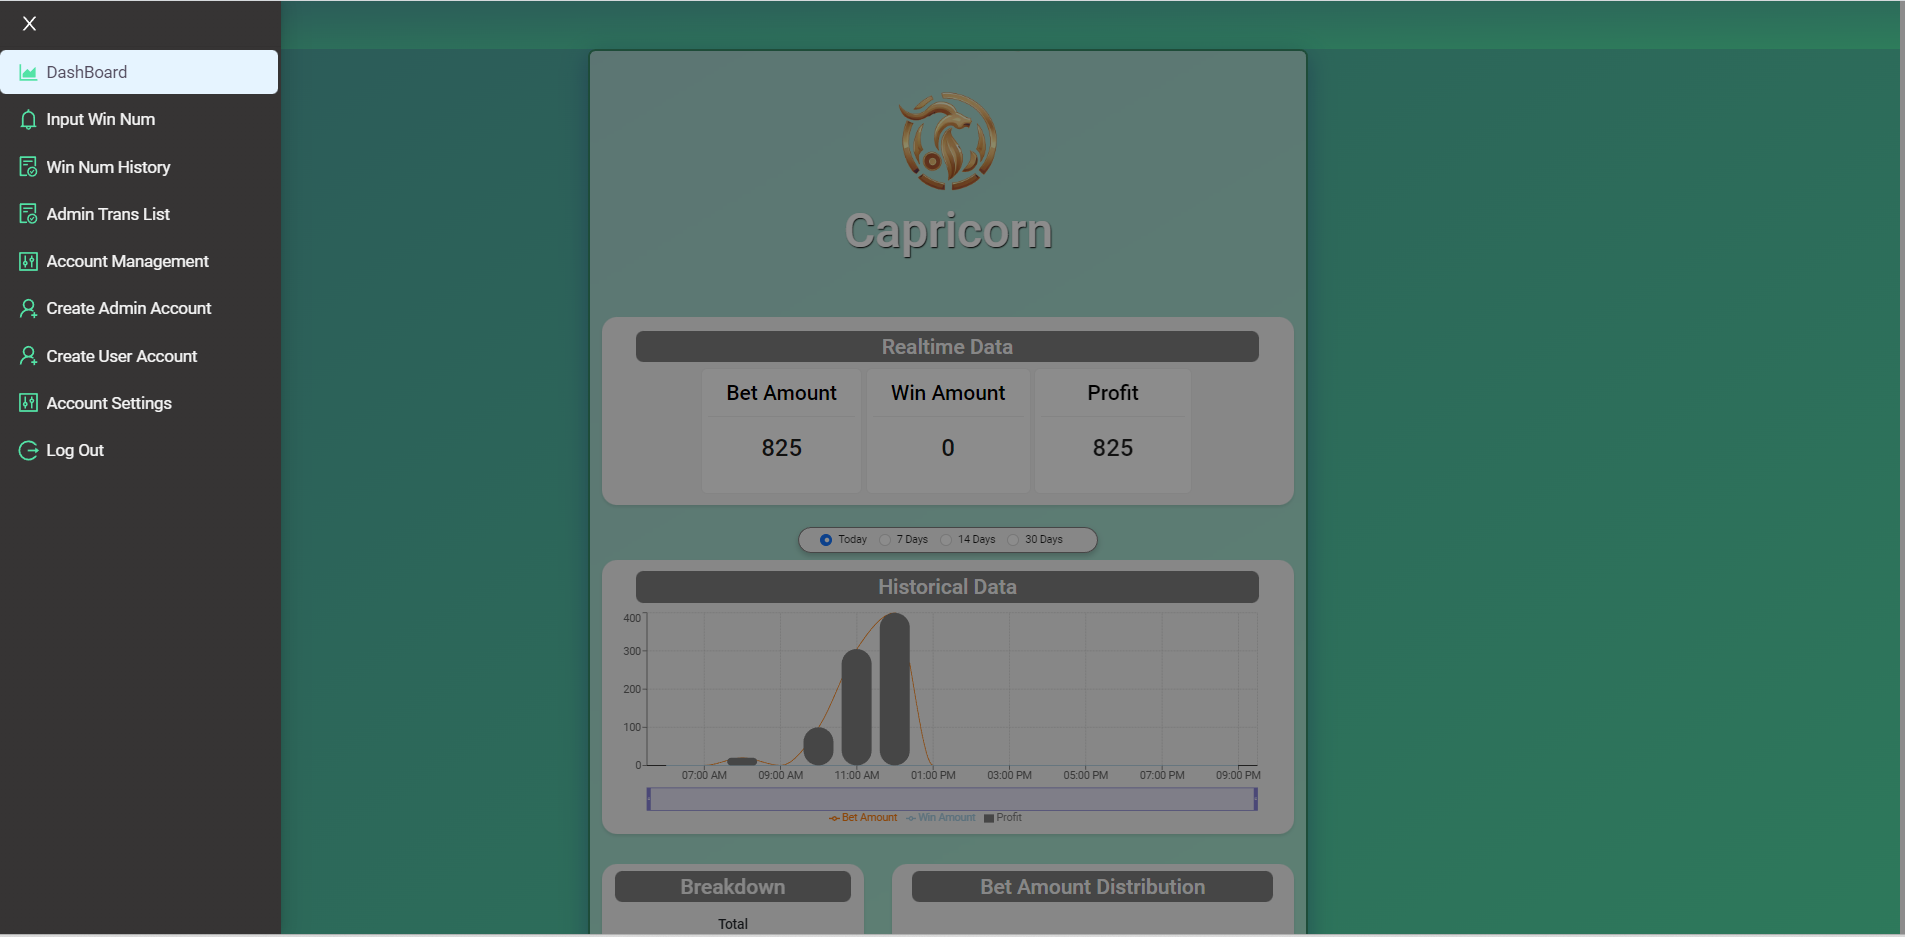 DashBoard
Input Win Num
Win Num History
Admin Trans List
Account Management
Create Admin Account
Create User Account
Account Settings
Log Out
Capricorn
Realtime Data
Bet Amount Win Amount Profit
825 0 825
Today 7 Days 14 Days 30 Days
Historical Data
400
300
200
100
0
07:00 AM 09:00 AM 11:00 AM 01:00 PM 03:00 PM 05:00 PM 07:00 PM 09:00 PM
Bet Amount Win Amount Profit
Breakdown
Total
Bet Amount Distribution